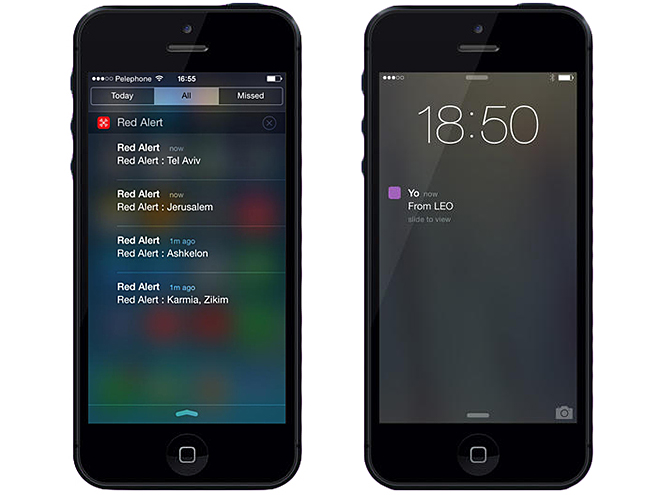 Pelephone 16:55
Today All Missed
Red Alert
Red Alert now
Red Alert : Tel Aviv
Red Alert now
Red Alert : Jerusalem
Red Alert 1m ago
Red Alert : Ashkelon
Red Alert 1m ago
Red Alert : Karmia, Zikim
18:50
Yo now
From LEO
slide to view